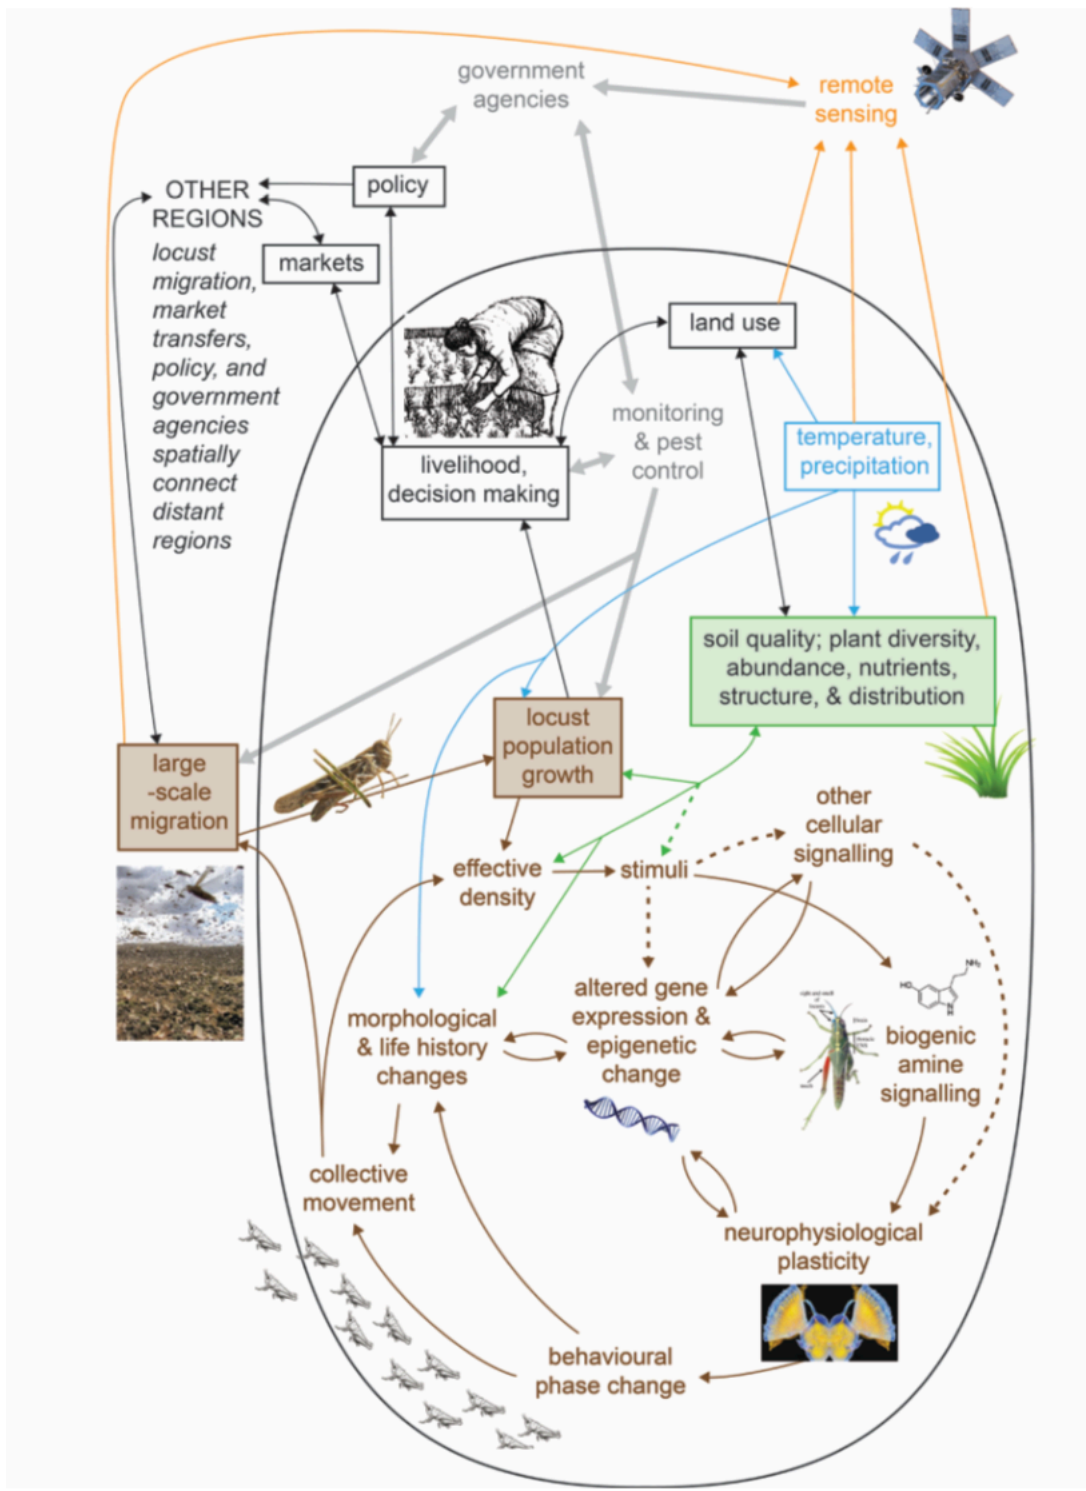 government
agencies
remote
sensing
policy
OTHER
REGIONS
locust
migration,
market
transfers,
policy, and
government
agencies
spatially
connect
distant
regions
markets
land use
monitoring
& pest
control
temperature,
precipitation
livelihood,
decision making
soil quality; plant diversity,
abundance, nutrients,
structure, & distribution
locust
population
growth
large
-scale
migration
other
cellular
signalling
effective
density
stimuli
altered gene
expression &
epigenetic
change
morphological
& life history
changes
NH₂
HO
N
H
biogenic
amine
signalling
collective
movement
neurophysiological
plasticity
behavioural
phase change